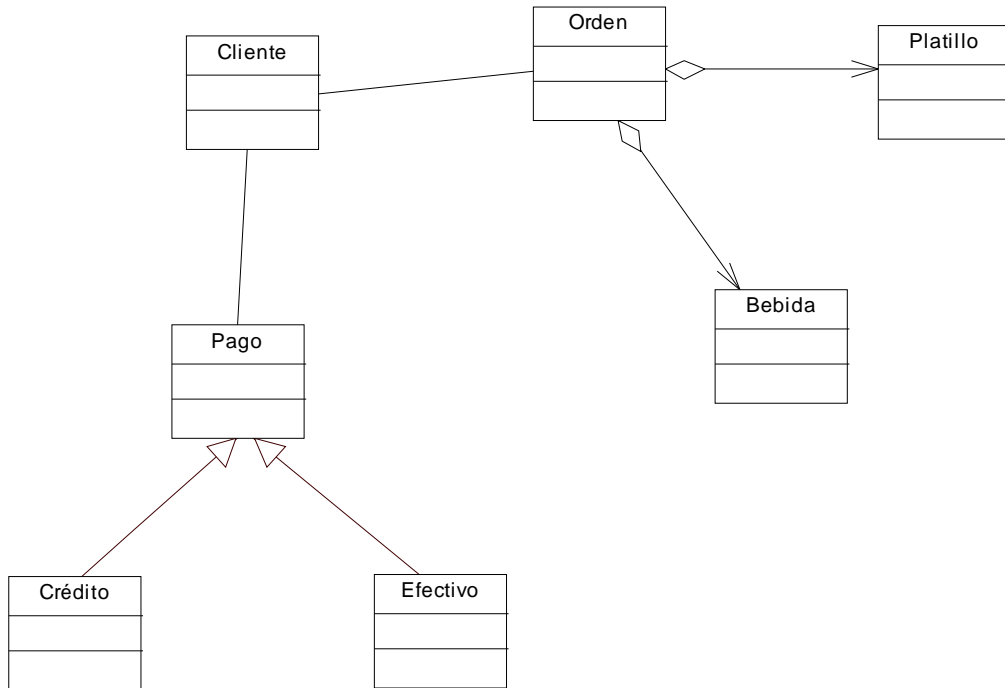 Cliente
Orden
Platillo
Bebida
Pago
Crédito
Efectivo